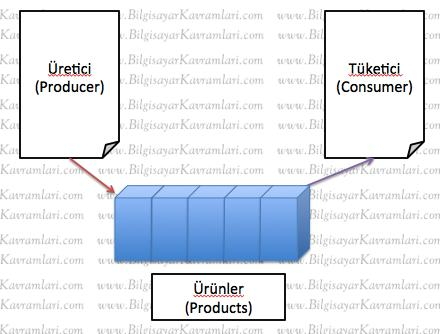 Üretici
(Producer)
Tüketici
(Consumer)
Ürünler
(Products)
www.BilgisayarKavramlari.com